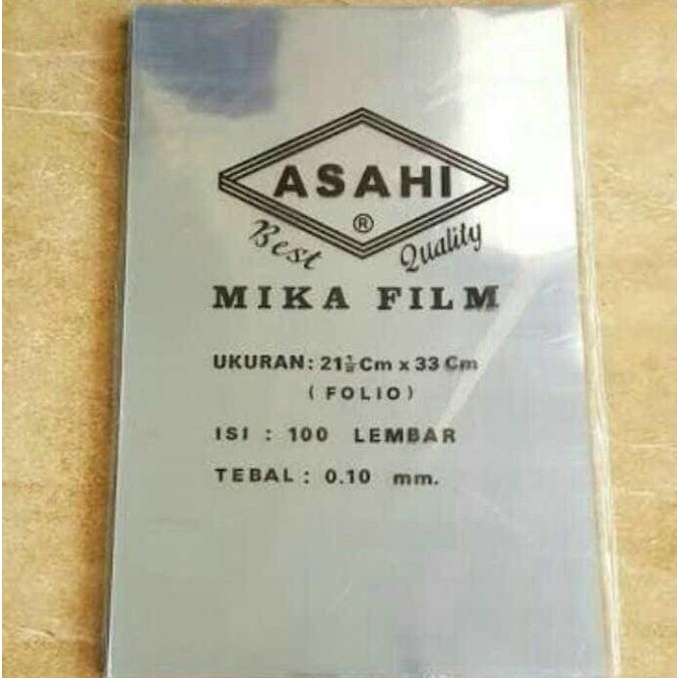 ASAHI
®
Best Quality
MIKA FILM
UKURAN: 21½ Cm x 33 Cm
( FOLIO )
ISI : 100 LEMBAR
TEBAL : 0.10 mm.